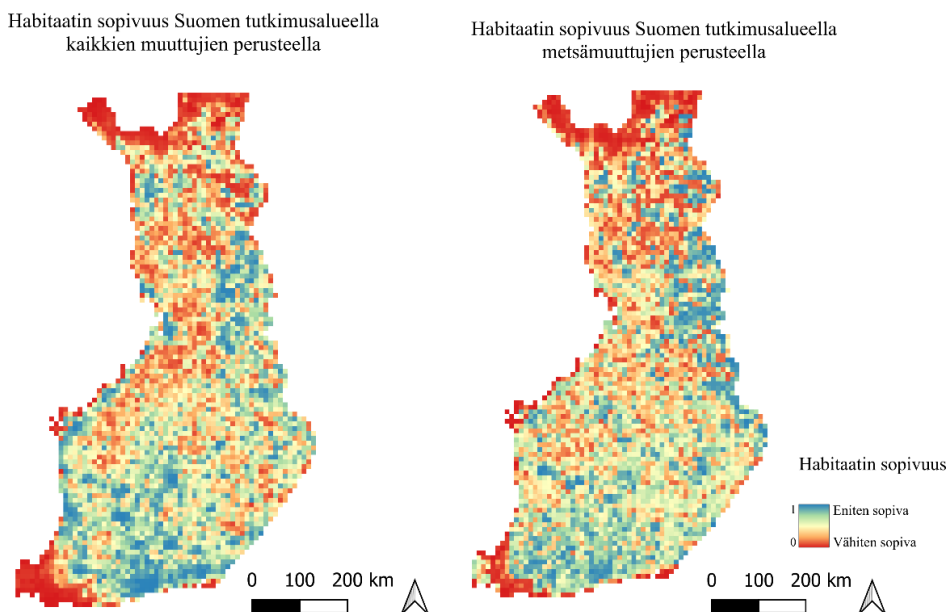 Habitaatin sopivuus Suomen tutkimusalueella
kaikkien muuttujien perusteella
Habitaatin sopivuus Suomen tutkimusalueella
metsämuuttujien perusteella
Habitaatin sopivuus
1 Eniten sopiva
0 Vähiten sopiva
0 100 200 km
0 100 200 km